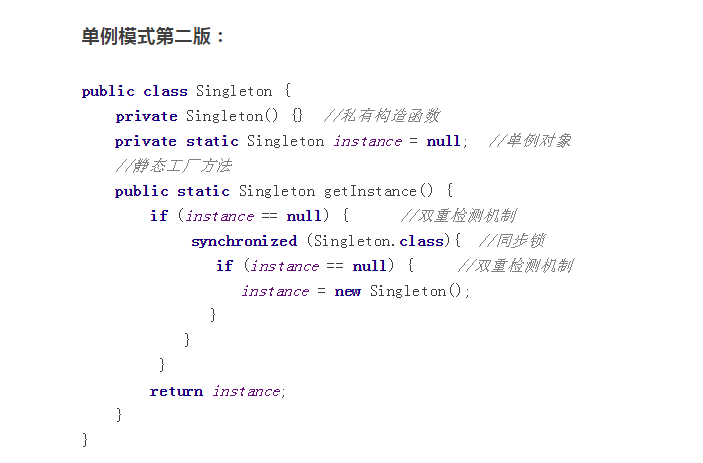 单例模式第二版：
public class Singleton {
private Singleton() {}  //私有构造函数
private static Singleton instance = null;  //单例对象
//静态工厂方法
public static Singleton getInstance() {
if (instance == null) {      //双重检测机制
synchronized (Singleton.class){  //同步锁
if (instance == null) {     //双重检测机制
instance = new Singleton();
}
}
}
return instance;
}
}